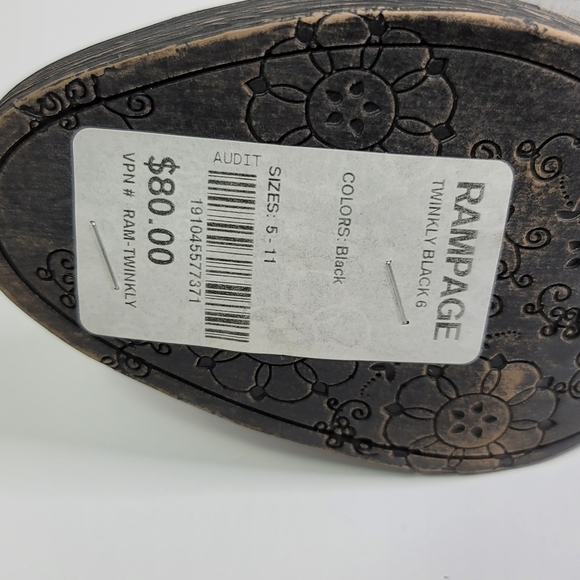 RAMPAGE
TWINKLY BLACK 6
COLORS: Black
SIZES: 5 - 11
AUDIT
191045577371
$80.00
VPN # RAM-TWINKLY